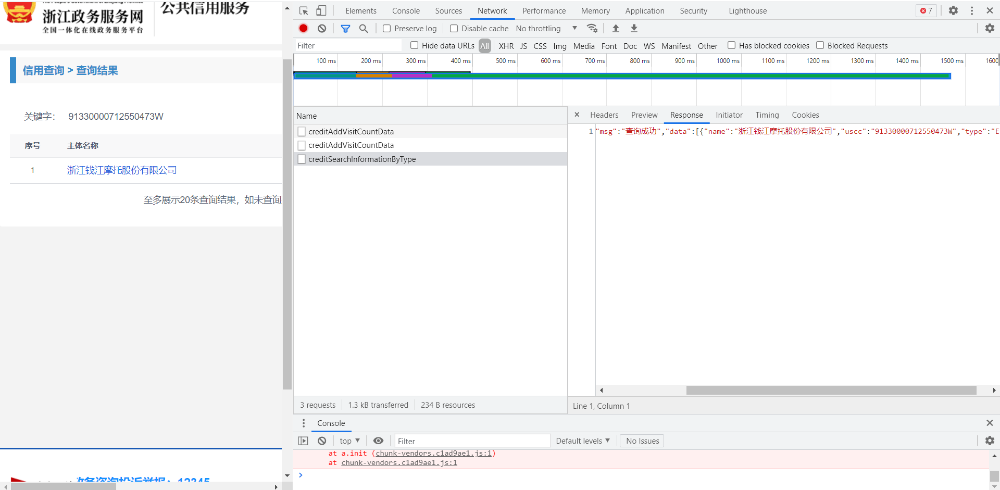 浙江政务服务网
全国一体化在线政务服务平台
公共信用服务
信用查询 > 查询结果
关键字： 91330000712550473W
序号 主体名称
1 浙江钱江摩托股份有限公司
至多展示20条查询结果，如未查询
12345
Elements Console Sources Network Performance Memory Application Security Lighthouse 7
Preserve log Disable cache No throttling
Filter Hide data URLs All XHR JS CSS Img Media Font Doc WS Manifest Other Has blocked cookies Blocked Requests
100 ms 200 ms 300 ms 400 ms 500 ms 600 ms 700 ms 800 ms 900 ms 1000 ms 1100 ms 1200 ms 1300 ms 1400 ms 1500 ms 1600
Name
creditAddVisitCountData
creditAddVisitCountData
creditSearchInformationByType
3 requests 1.3 kB transferred 234 B resources
× Headers Preview Response Initiator Timing Cookies
1 "msg":"查询成功","data":[{"name":"浙江钱江摩托股份有限公司","uscc":"91330000712550473W","type":"E
Line 1, Column 1
Console
top Filter Default levels No Issues
at a.init (chunk-vendors.c1ad9ae1.js:1)
at chunk-vendors.c1ad9ae1.js:1